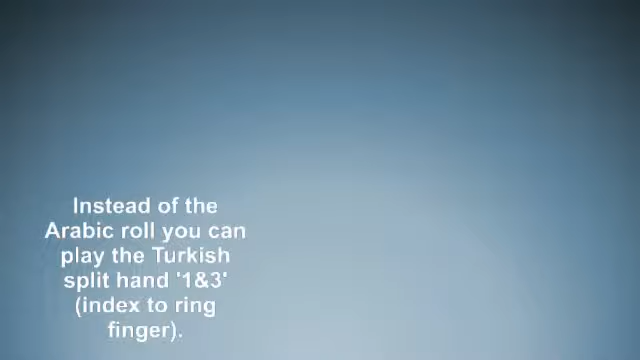 Instead of the
Arabic roll you can
play the Turkish
split hand '1&3'
(index to ring
finger).